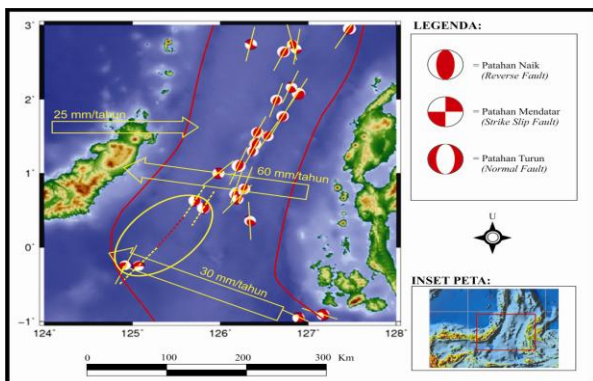 3˚
2˚
1˚
0˚
−1˚
124˚
125˚
126˚
127˚
128˚
25 mm/tahun
60 mm/tahun
30 mm/tahun
Km
0
100
200
300
LEGENDA:
= Patahan Naik
(Reverse Fault)
= Patahan Mendatar
(Strike Slip Fault)
= Patahan Turun
(Normal Fault)
U
INSET PETA: